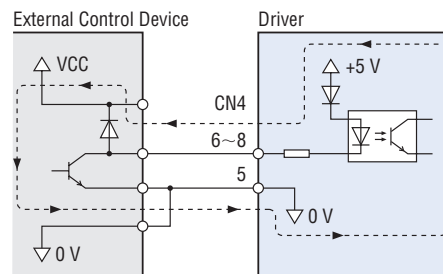 External Control Device
Driver
VCC
+5 V
CN4
6~8
5
0 V
0 V